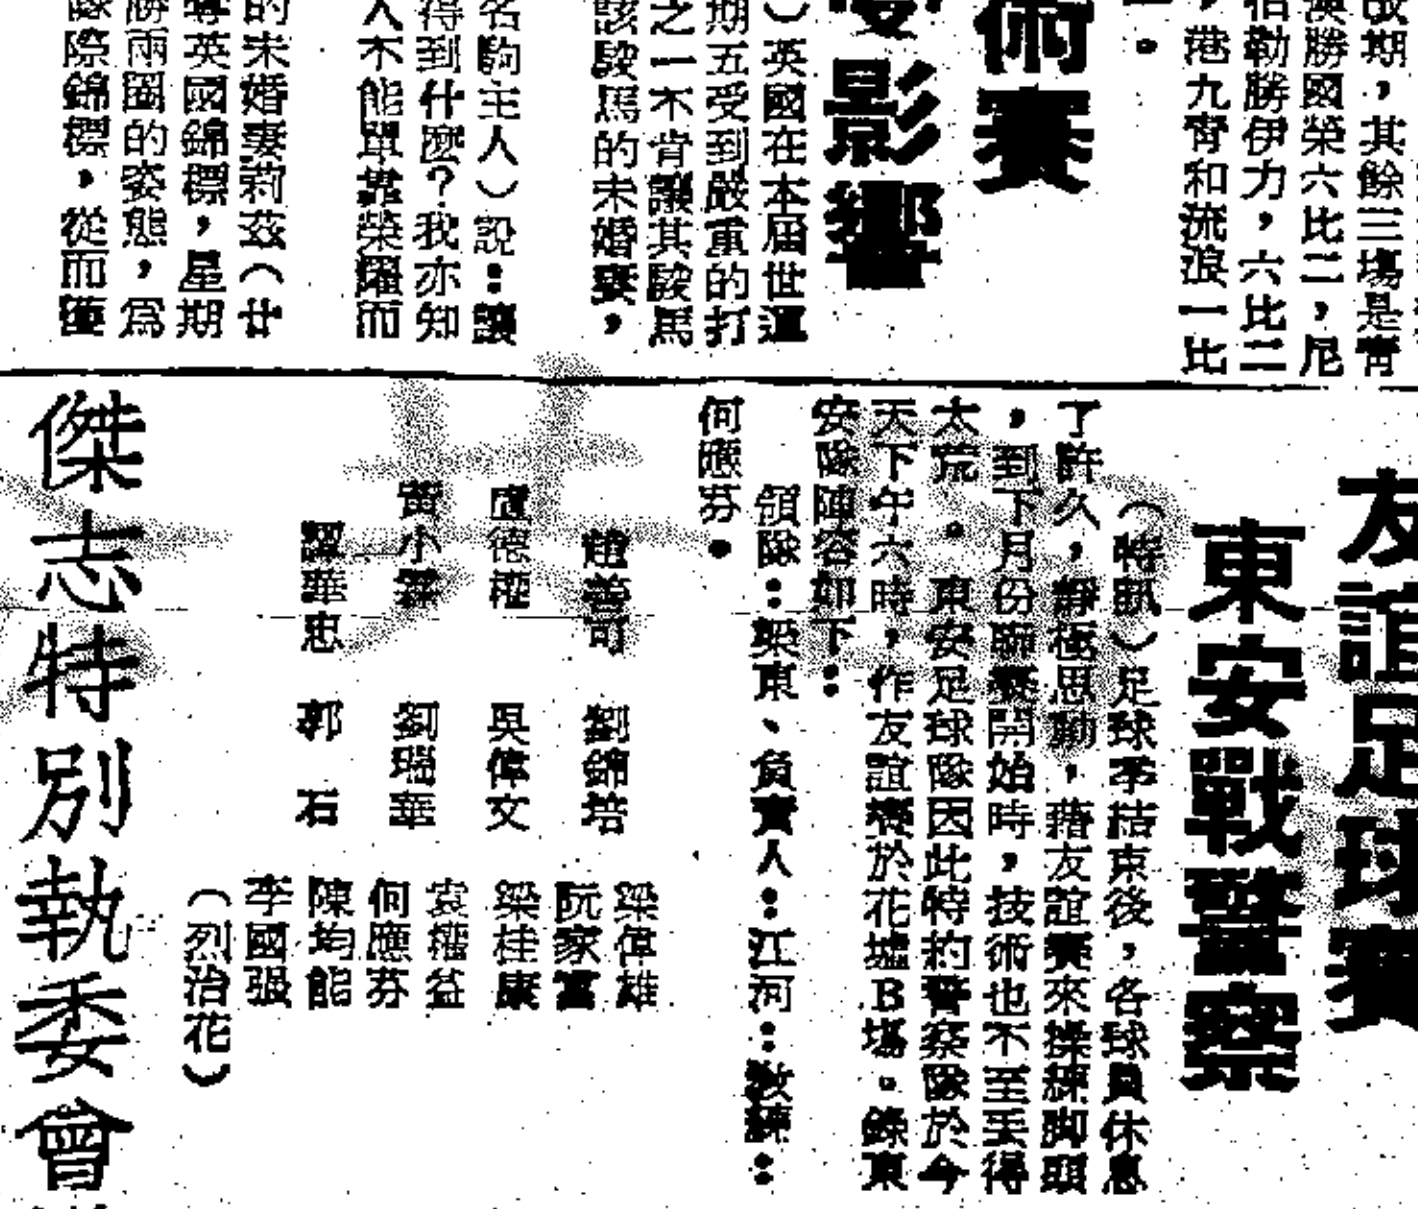 改期，其餘三場是青
漢勝國榮六比二，尼
伯勒勝伊力，六比二
，港九青和流浪一比
一。
術賽
受影響
）英國在本屆世運
期五受到嚴重的打
之一不肯讓其駿馬
該駿馬的未婚妻，
名駒主人）說：讓
得到什麼？我亦知
人不能單靠榮耀而
的未婚妻莉茲（廿
奪英國錦標，星期
勝兩圈的姿態，爲
隊際錦標，從而獲
友誼足球賽
東安戰警察
（特訊）足球季結束後，各球員休息
了許久，靜極思動，藉友誼賽來操練脚頭
，到下月份聯賽開始時，技術也不至丟得
太荒。東安足球隊因此特約警察隊於今
天下午六時，作友誼賽於花墟B場。錄東
安隊陣容如下：
領隊：梁東、負責人：江河：教練：
何應芬。
梁偉雄
趙善司 劉錦培 阮家富
盧德權 吳偉文 梁桂康
袁權益
黃小霖 劉瑞華 何應芬
譚華忠 郭石 陳均能
李國強
（烈治花）
傑志特別執委會